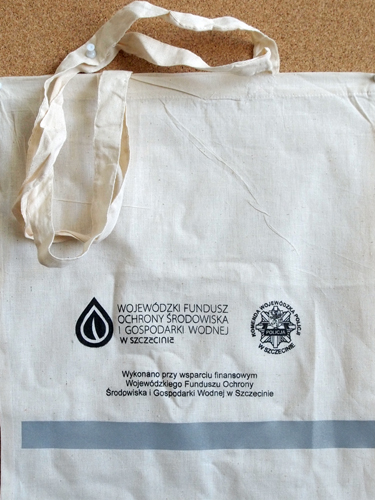 WOJEWÓDZKI FUNDUSZ
OCHRONY ŚRODOWISKA
I GOSPODARKI WODNEJ
W SZCZECINIE
KOMENDA WOJEWÓDZKA POLICJI
POLICJA
W SZCZECINIE
Wykonano przy wsparciu finansowym
Wojewódzkiego Funduszu Ochrony
Środowiska i Gospodarki Wodnej w Szczecinie